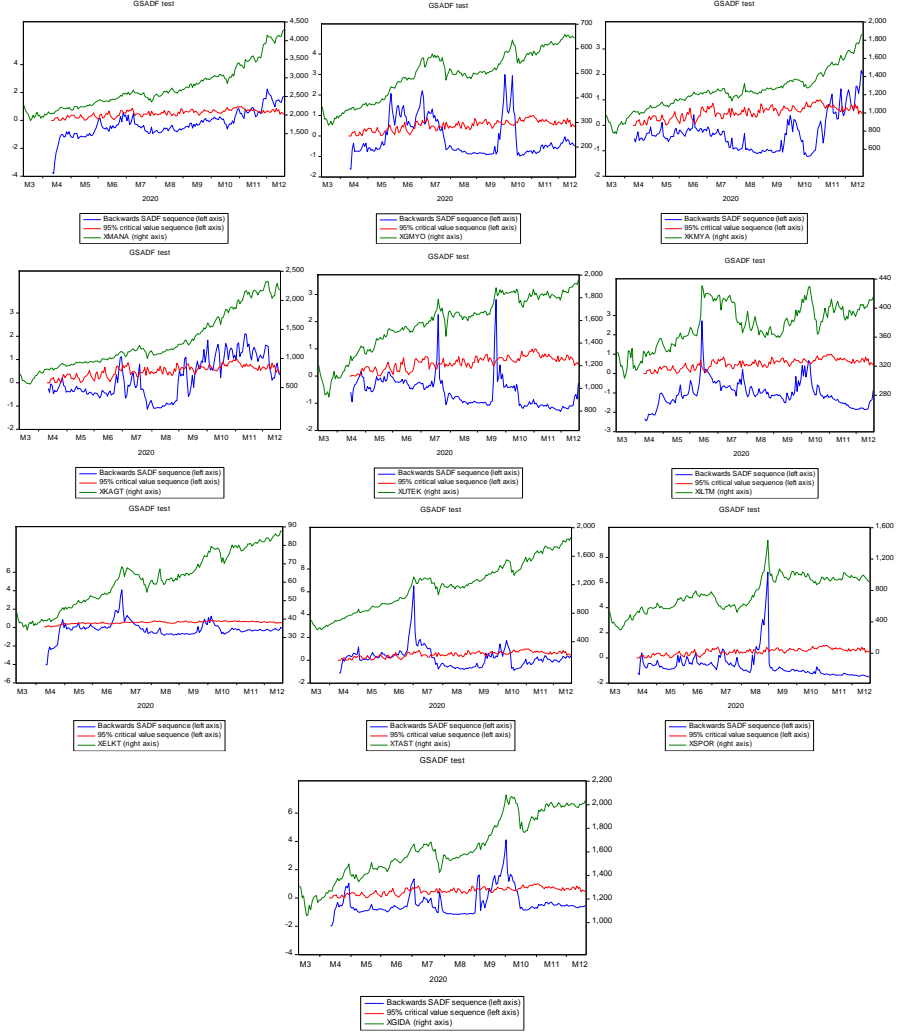 GSADF test
GSADF test
GSADF test
4,500
4,000
3,500
3,000
2,500
2,000
1,500
4
2
0
-2
-4
M3 M4 M5 M6 M7 M8 M9 M10 M11 M12
2020
Backwards SADF sequence (left axis)
95% critical value sequence (left axis)
XMANA (right axis)
700
600
500
400
300
200
4
3
2
1
0
-1
-2
M3 M4 M5 M6 M7 M8 M9 M10 M11 M12
2020
Backwards SADF sequence (left axis)
95% critical value sequence (left axis)
XGMYO (right axis)
2,000
1,800
1,600
1,400
1,200
1,000
800
600
3
2
1
0
-1
-2
M3 M4 M5 M6 M7 M8 M9 M10 M11 M12
2020
Backwards SADF sequence (left axis)
95% critical value sequence (left axis)
XKMYA (right axis)
GSADF test
GSADF test
GSADF test
2,500
2,000
1,500
1,000
500
3
2
1
0
-1
-2
M3 M4 M5 M6 M7 M8 M9 M10 M11 M12
2020
Backwards SADF sequence (left axis)
95% critical value sequence (left axis)
XKAGT (right axis)
2,000
1,800
1,600
1,400
1,200
1,000
800
3
2
1
0
-1
-2
M3 M4 M5 M6 M7 M8 M9 M10 M11 M12
2020
Backwards SADF sequence (left axis)
95% critical value sequence (left axis)
XUTEK (right axis)
440
400
360
320
280
4
3
2
1
0
-1
-2
-3
M3 M4 M5 M6 M7 M8 M9 M10 M11 M12
2020
Backwards SADF sequence (left axis)
95% critical value sequence (left axis)
XILTM (right axis)
GSADF test
GSADF test
GSADF test
90
80
70
60
50
40
30
6
4
2
0
-2
-4
-6
M3 M4 M5 M6 M7 M8 M9 M10 M11 M12
2020
Backwards SADF sequence (left axis)
95% critical value sequence (left axis)
XELKT (right axis)
2,000
1,600
1,200
800
400
0
8
6
4
2
0
-2
M3 M4 M5 M6 M7 M8 M9 M10 M11 M12
2020
Backwards SADF sequence (left axis)
95% critical value sequence (left axis)
XTAST (right axis)
1,600
1,200
800
400
0
8
6
4
2
0
-2
M3 M4 M5 M6 M7 M8 M9 M10 M11 M12
2020
Backwards SADF sequence (left axis)
95% critical value sequence (left axis)
XSPOR (right axis)
GSADF test
2,200
2,000
1,800
1,600
1,400
1,200
1,000
6
4
2
0
-2
-4
M3 M4 M5 M6 M7 M8 M9 M10 M11 M12
2020
Backwards SADF sequence (left axis)
95% critical value sequence (left axis)
XGIDA (right axis)